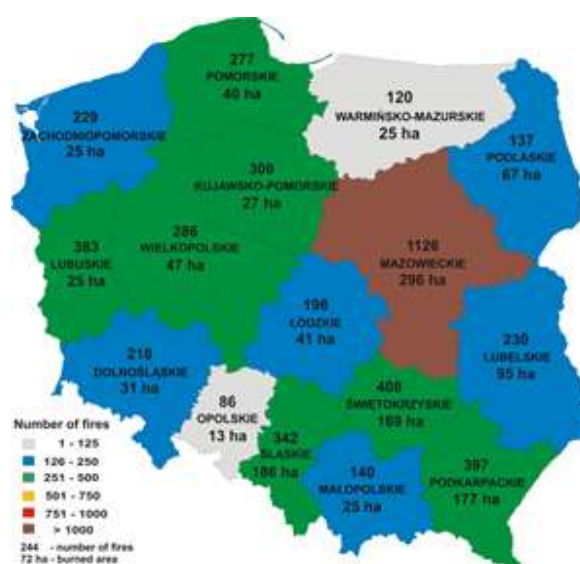 277
POMORSKIE
40 ha
120
WARMIŃSKO-MAZURSKIE
25 ha
229
ZACHODNIOPOMORSKIE
25 ha
137
PODLASKIE
67 ha
308
KUJAWSKO-POMORSKIE
27 ha
286
WIELKOPOLSKIE
47 ha
1126
MAZOWIECKIE
296 ha
383
LUBUSKIE
25 ha
196
ŁÓDZKIE
41 ha
230
LUBELSKIE
95 ha
218
DOLNOŚLĄSKIE
31 ha
86
OPOLSKIE
13 ha
408
ŚWIĘTOKRZYSKIE
169 ha
342
ŚLĄSKIE
186 ha
140
MAŁOPOLSKIE
25 ha
397
PODKARPACKIE
177 ha
Number of fires
1 - 125
126 - 250
251 - 500
501 - 750
751 - 1000
> 1000
244 - number of fires
72 ha - burned area